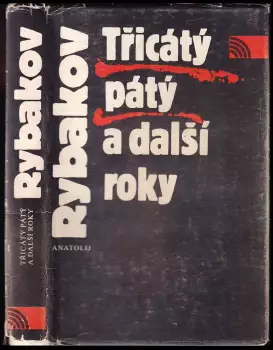 Rybakov
TŘICÁTÝ PÁTÝ
A DALŠÍ ROKY
Rybakov
ANATOLIJ
Třicátý
pátý
a další
roky